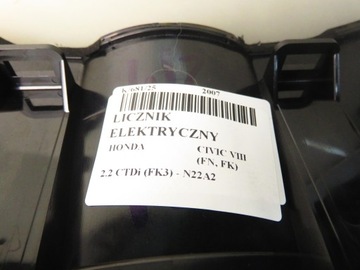 K/681/25 2007
LICZNIK
ELEKTRYCZNY
HONDA CIVIC VIII
(FN, FK)
2.2 CTDi (FK3) - N22A2